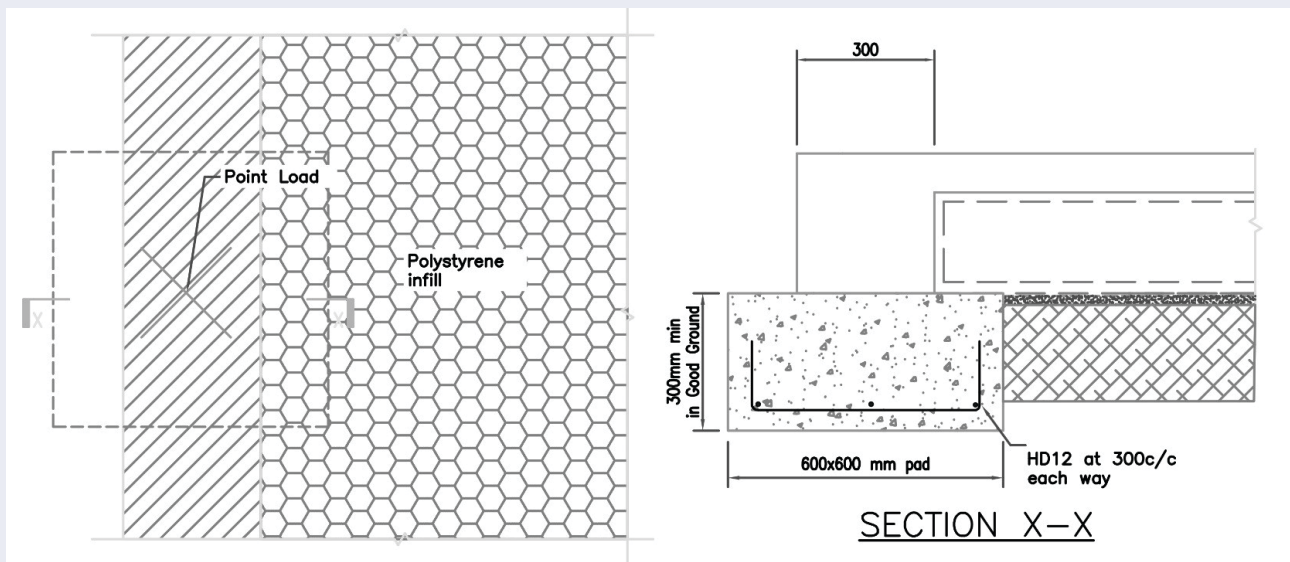 Point Load
Polystyrene
infill
X
X
300
300mm min
in Good Ground
600x600 mm pad
HD12 at 300c/c
each way
SECTION X-X